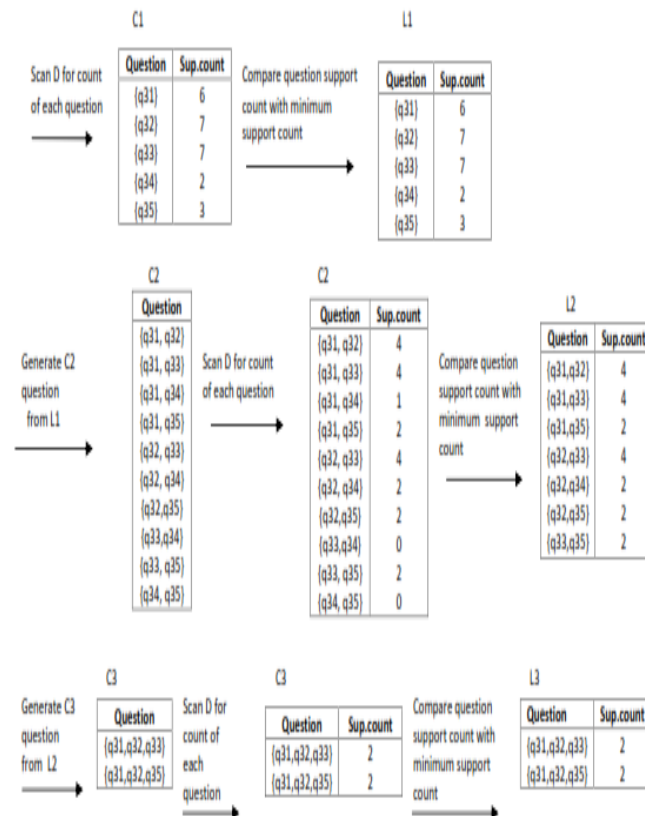 C1
L1
Scan D for count
of each question
Question Sup.count
{q31} 6
{q32} 7
{q33} 7
{q34} 2
{q35} 3
Compare question support
count with minimum
support count
Question Sup.count
{q31} 6
{q32} 7
{q33} 7
{q34} 2
{q35} 3
C2
C2
L2
Generate C2
question
from L1
Question
{q31, q32}
{q31, q33}
{q31, q34}
{q31, q35}
{q32, q33}
{q32, q34}
{q32,q35}
{q33,q34}
{q33, q35}
{q34, q35}
Scan D for count
of each question
Question Sup.count
{q31, q32} 4
{q31, q33} 4
{q31, q34} 1
{q31, q35} 2
{q32, q33} 4
{q32, q34} 2
{q32,q35} 2
{q33,q34} 0
{q33, q35} 2
{q34, q35} 0
Compare question
support count with
minimum support
count
Question Sup.count
{q31,q32} 4
{q31,q33} 4
{q31,q35} 2
{q32,q33} 4
{q32,q34} 2
{q32,q35} 2
{q33,q35} 2
C3
C3
L3
Generate C3
question
from L2
Question
{q31,q32,q33}
{q31,q32,q35}
Scan D for
count of
each
question
Question Sup.count
{q31,q32,q33} 2
{q31,q32,q35} 2
Compare question
support count with
minimum support
count
Question Sup.count
{q31,q32,q33} 2
{q31,q32,q35} 2